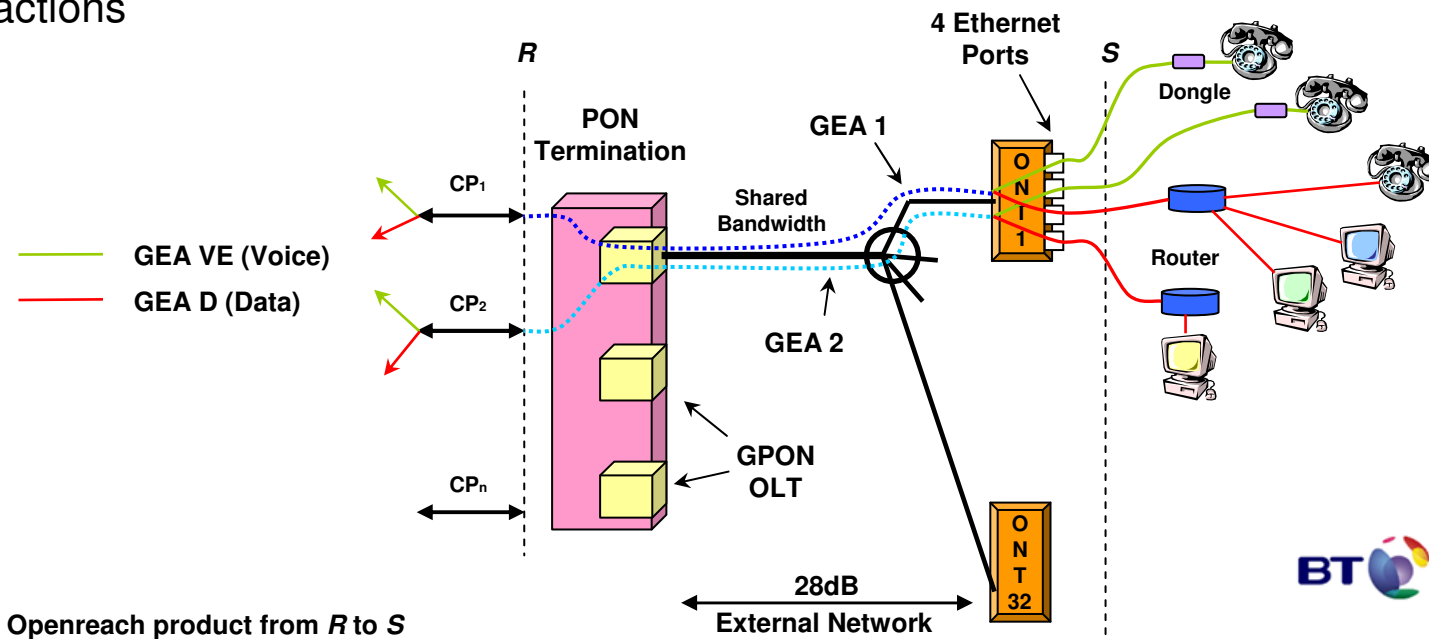 actions
4 Ethernet
Ports
R
S
Dongle
PON
Termination
GEA 1
O
N
T
1
CP1
Shared
Bandwidth
GEA VE (Voice)
GEA D (Data)
Router
CP2
GEA 2
GPON
OLT
CPn
O
N
T
32
28dB
External Network
BT
Openreach product from R to S